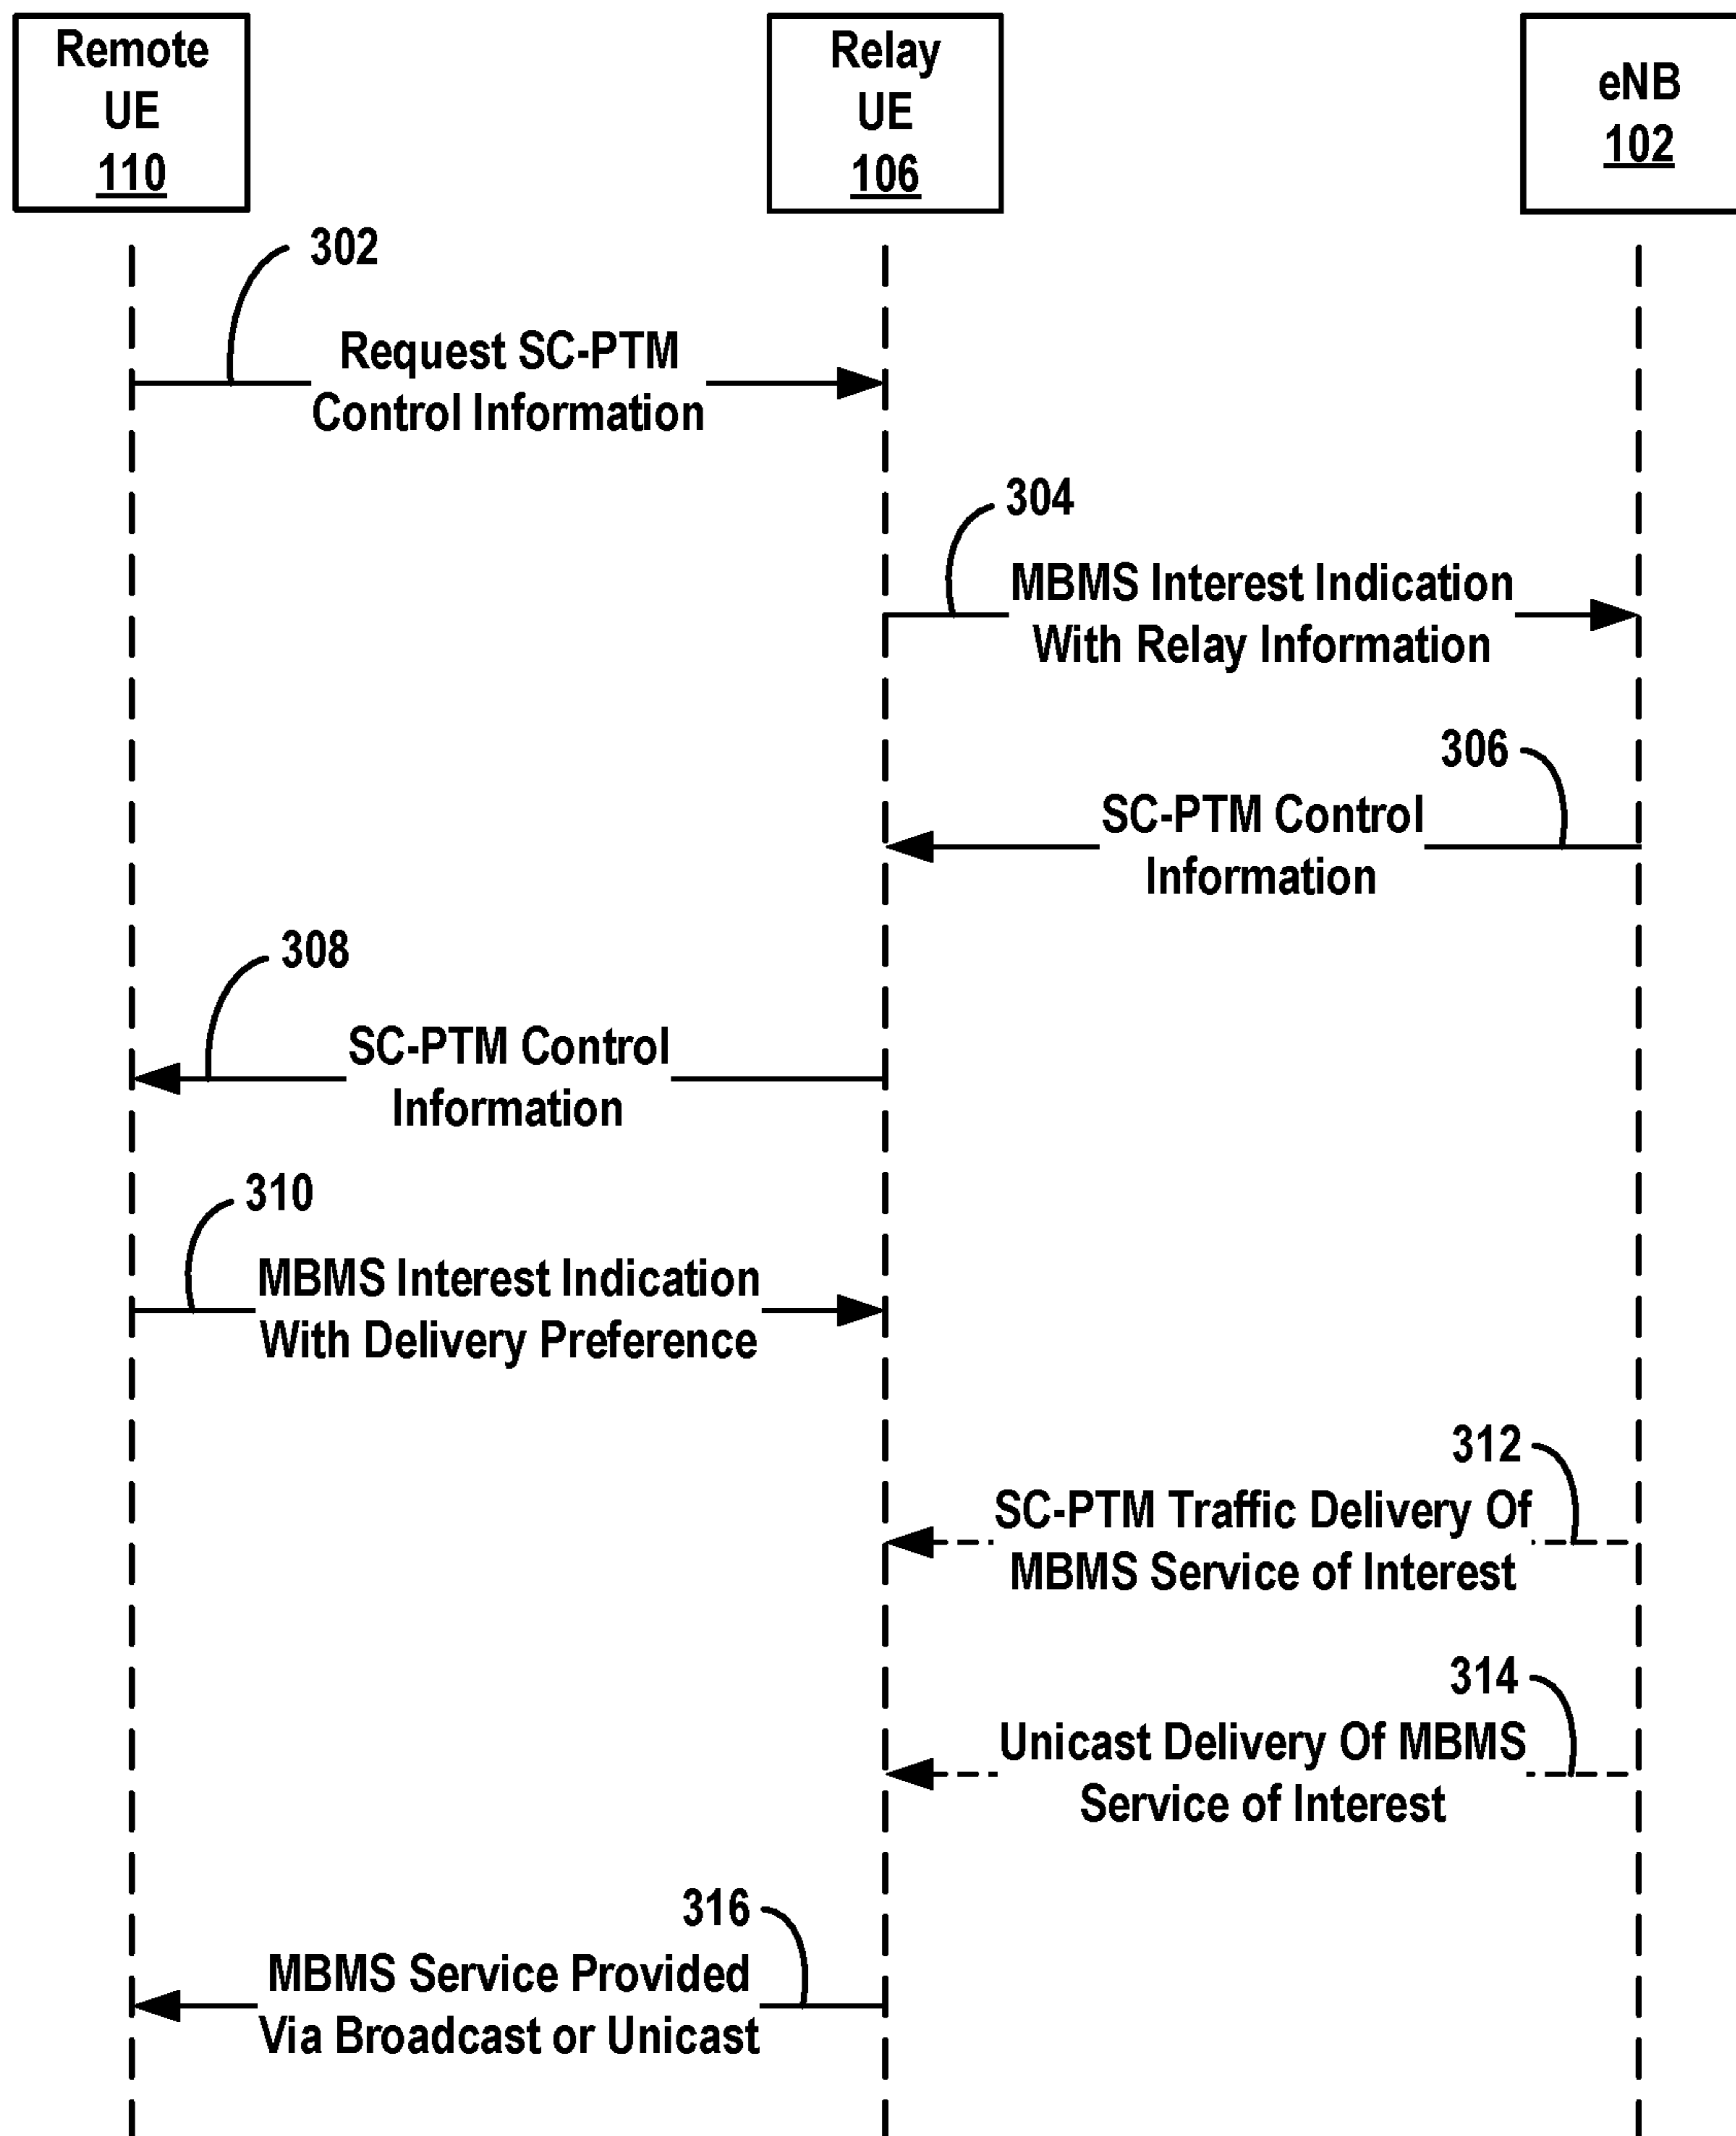 Remote
UE
110
Relay
UE
106
eNB
102
302
Request SC-PTM
Control Information
304
MBMS Interest Indication
With Relay Information
306
SC-PTM Control
Information
308
SC-PTM Control
Information
310
MBMS Interest Indication
With Delivery Preference
312
SC-PTM Traffic Delivery Of
MBMS Service of Interest
314
Unicast Delivery Of MBMS
Service of Interest
316
MBMS Service Provided
Via Broadcast or Unicast